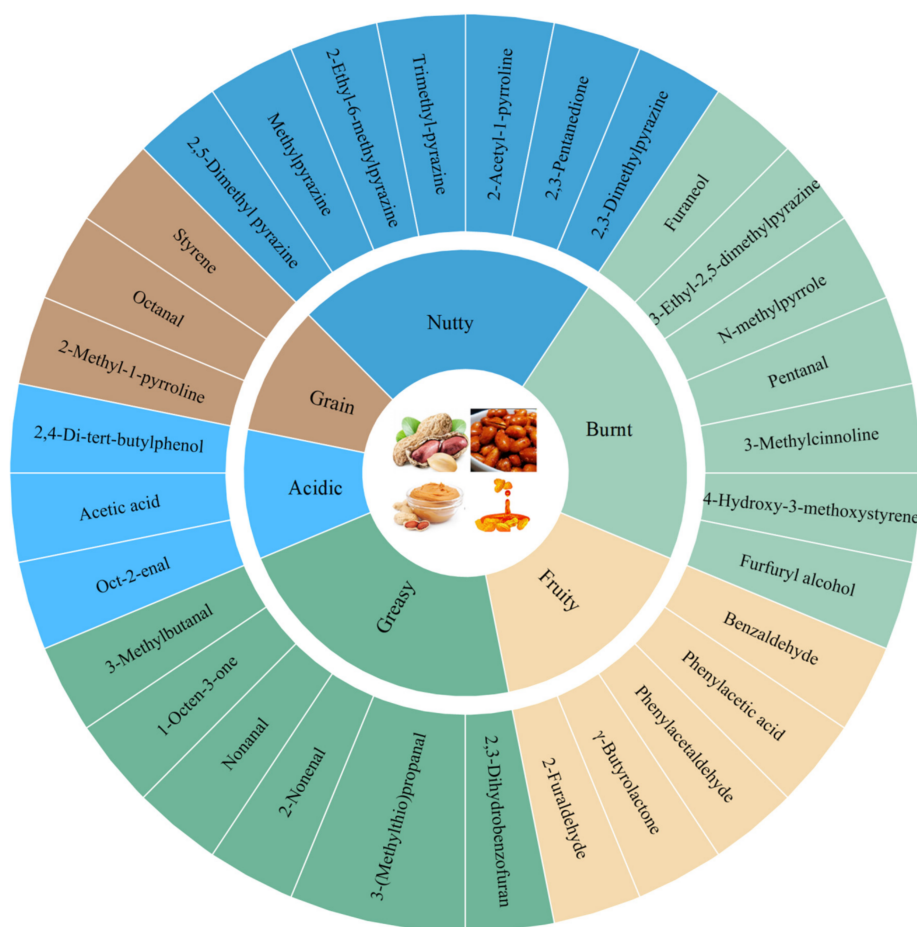 Nutty
Burnt
Fruity
Greasy
Acidic
Grain
2,5-Dimethyl pyrazine
Methylpyrazine
2-Ethyl-6-methylpyrazine
Trimethyl-pyrazine
2-Acetyl-1-pyrroline
2,3-Pentanedione
2,3-Dimethylpyrazine
Furaneol
3-Ethyl-2,5-dimethylpyrazine
N-methylpyrrole
Pentanal
3-Methylcinnoline
4-Hydroxy-3-methoxystyrene
Furfuryl alcohol
Benzaldehyde
Phenylacetic acid
Phenylacetaldehyde
γ-Butyrolactone
2-Furaldehyde
2,3-Dihydrobenzofuran
3-(Methylthio)propanal
2-Nonenal
Nonanal
1-Octen-3-one
3-Methylbutanal
Oct-2-enal
Acetic acid
2,4-Di-tert-butylphenol
2-Methyl-1-pyrroline
Octanal
Styrene